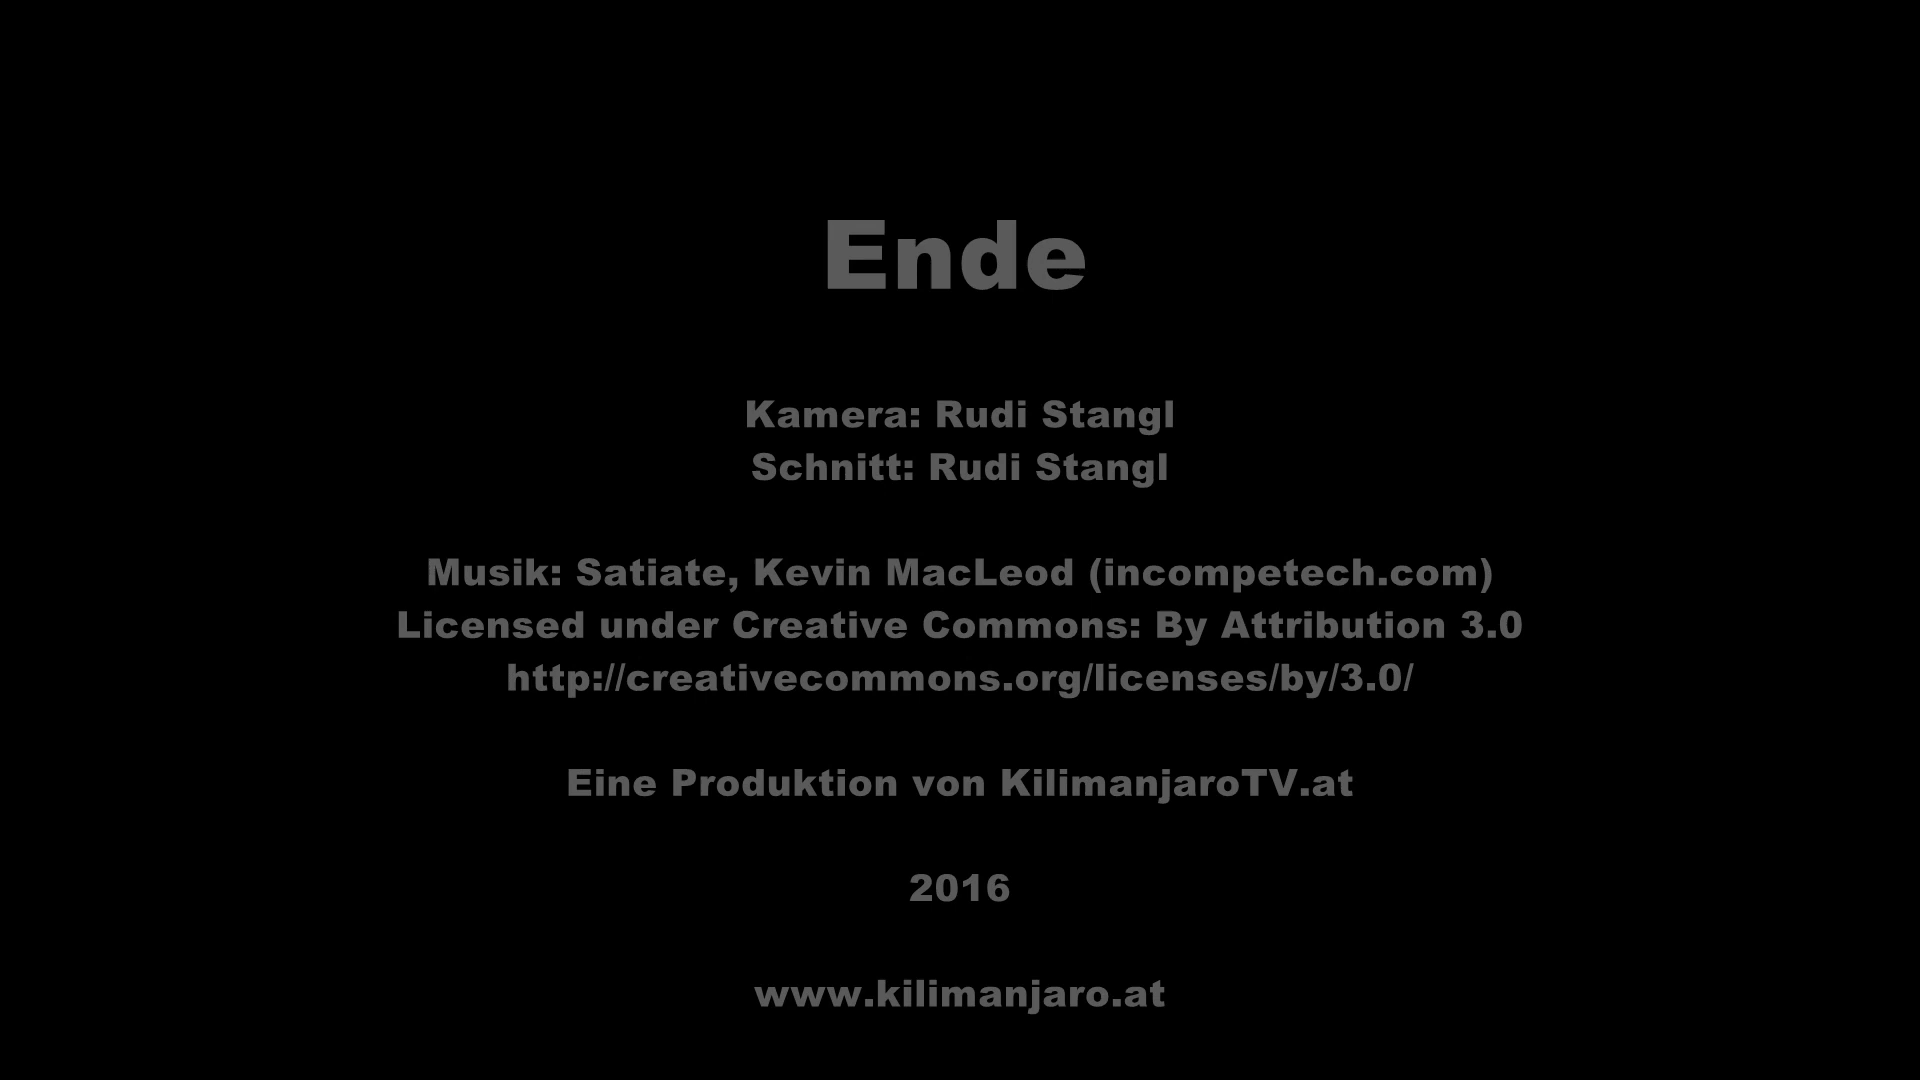 Ende
Kamera: Rudi Stangl
Schnitt: Rudi Stangl
Musik: Satiate, Kevin MacLeod (incompetech.com)
Licensed under Creative Commons: By Attribution 3.0
http://creativecommons.org/licenses/by/3.0/
Eine Produktion von KilimanjaroTV.at
2016
www.kilimanjaro.at